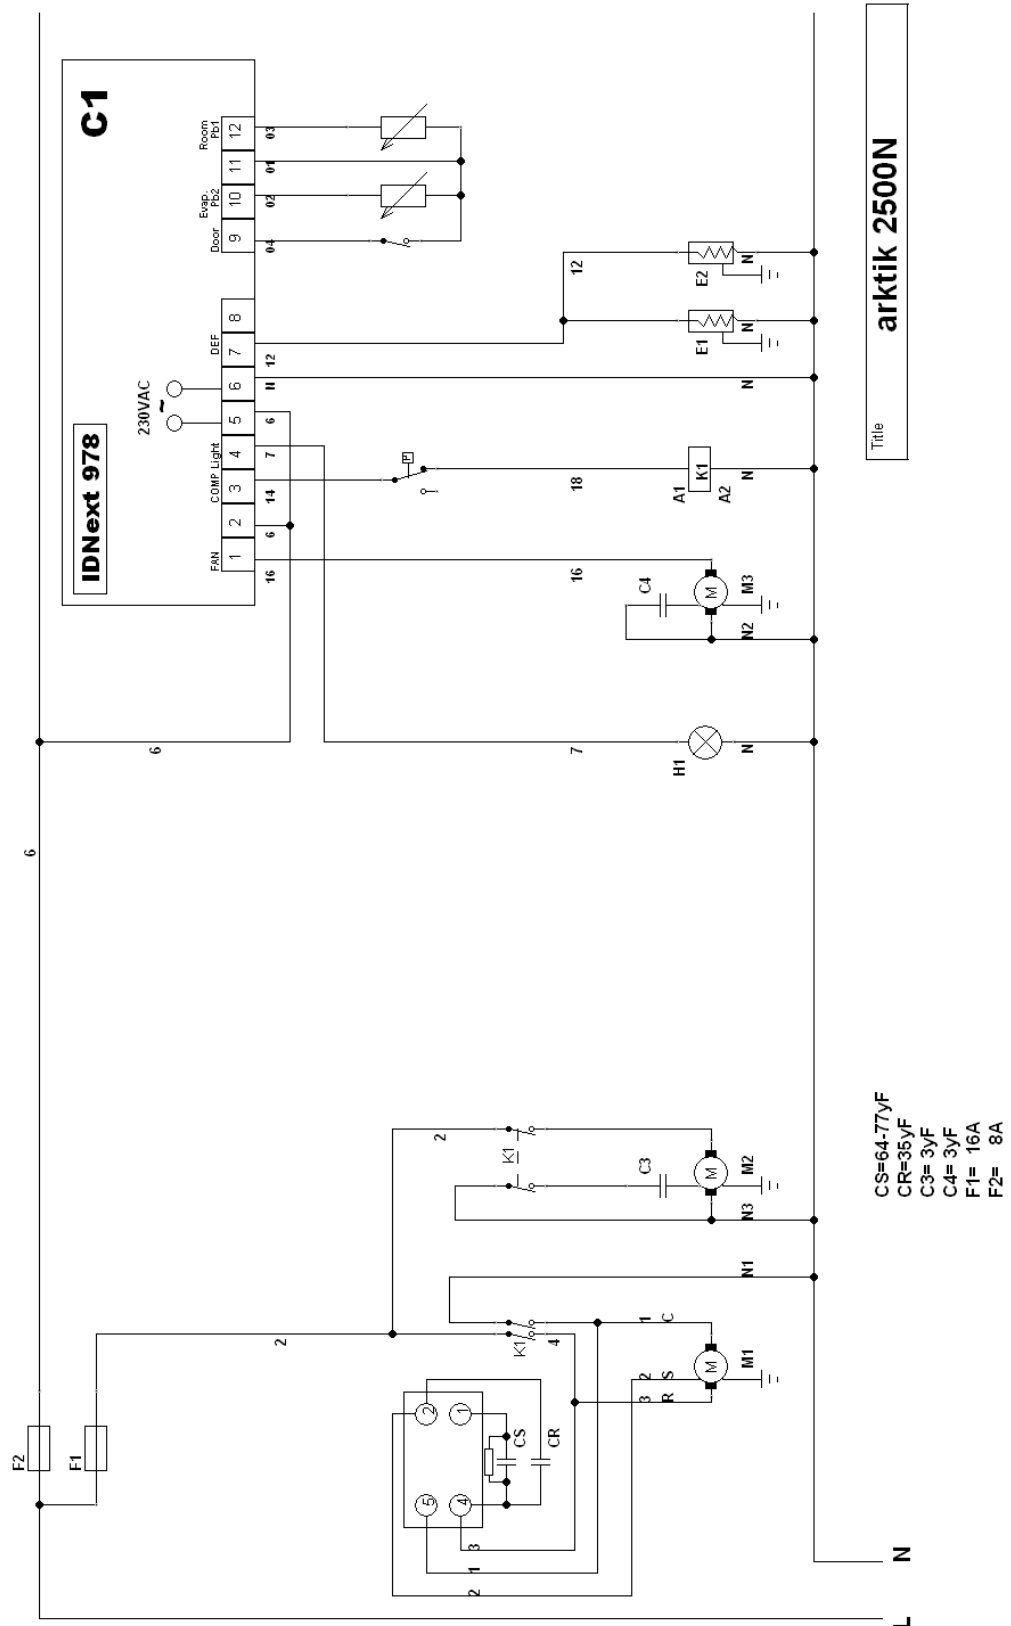 C1
IDNext 978
230VAC
~
FAN
COMP
Light
DEF
Door
Evap. Pb2
Room Pb1
1 2 3 4 5 6 7 8 9 10 11 12
16 6 14 7 6 N 12 04 02 01 03
P
6
6
7
16
18
12
H1
N
C4
M
M3
N2
A1
K1
A2
N
N
E1
N
E2
N
F2
F1
2
2
K1
K1
4
C3
M
M2
N3
N1
1 C
2 S
3 R
M
M1
2
1
5
4
CS
CR
3
1
2
L
N
Title
arktik 2500N
CS=64-77yF
CR=35yF
C3= 3yF
C4= 3yF
F1= 16A
F2= 8A